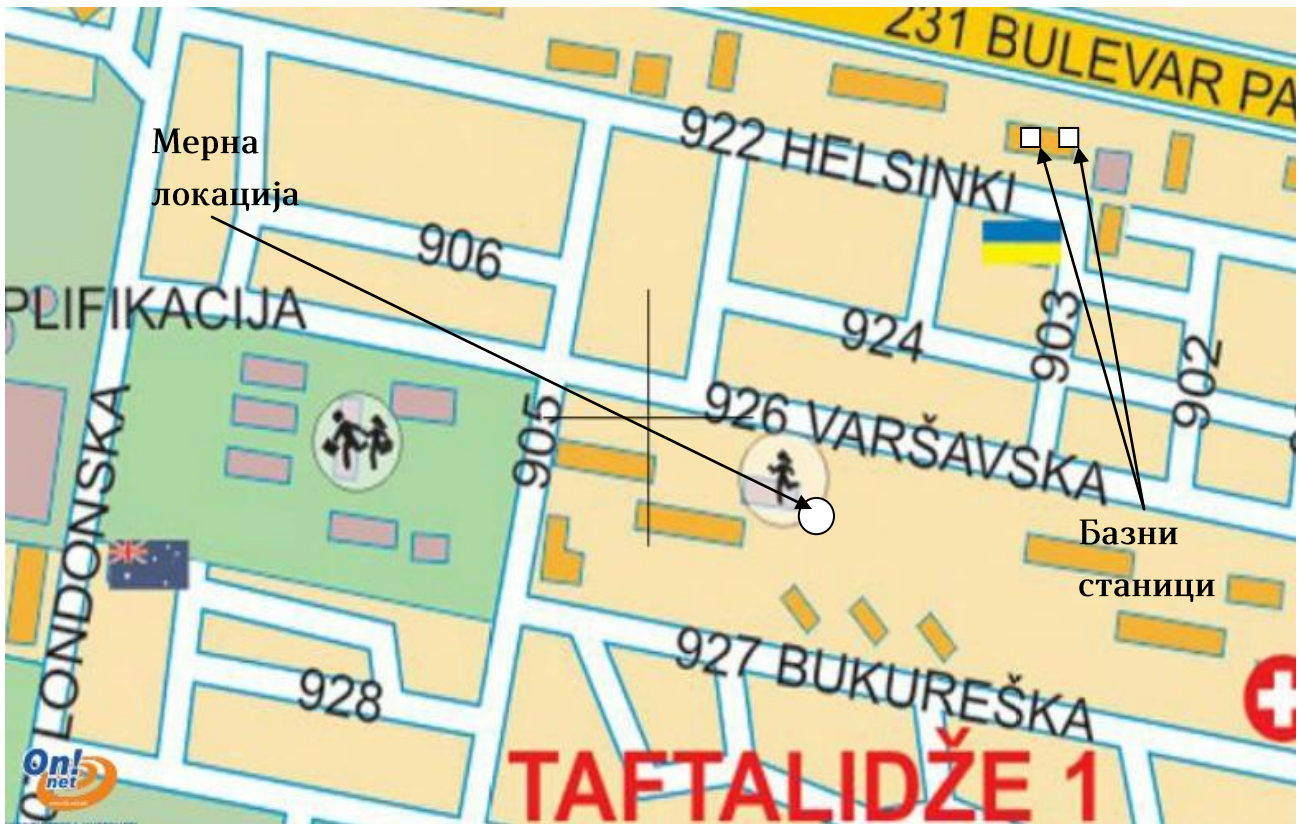 231 BULEVAR PA
922 HELSINKI
Мерна
локација
906
PLIFIKACIJA
924
903
902
926 VARŠAVSKA
905
LONDONSKA
Базни
станици
927 BUKUREŠKA
928
On!
net
TAFTALIDŽE 1